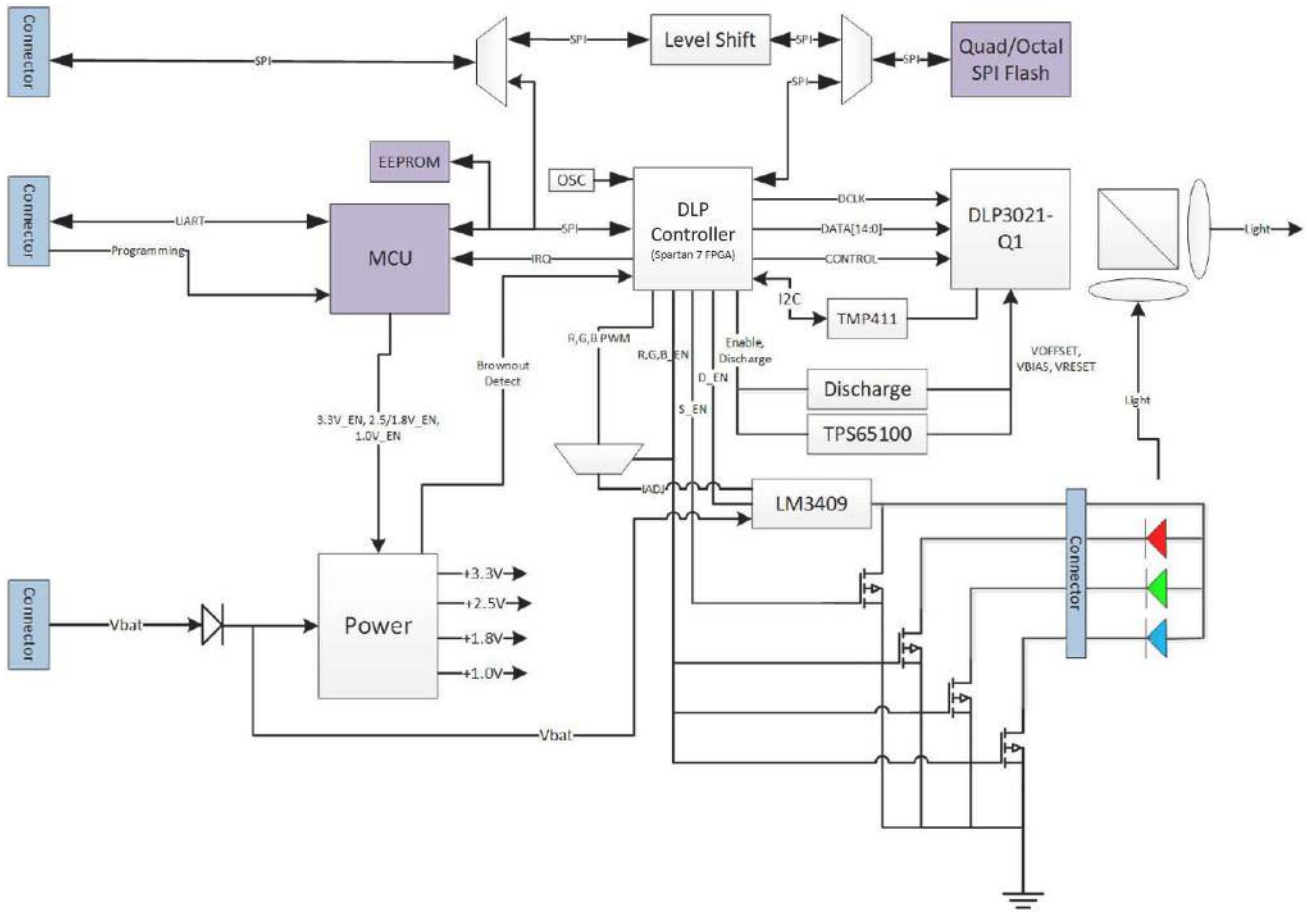 Connector
SPI
SPI
Level Shift
SPI
SPI
SPI
Quad/Octal
SPI Flash
Connector
UART
Programming
EEPROM
MCU
SPI
IRQ
OSC
DLP
Controller
(Spartan 7 FPGA)
DCLK
DATA[14:0]
CONTROL
DLP3021-
Q1
Light
I2C
TMP411
R,G,B PWM
R,G,B_EN
Enable,
Discharge
D_EN
S_EN
Discharge
TPS65100
VOFFSET,
VBIAS, VRESET
Light
Brownout
Detect
3.3V_EN, 2.5/1.8V_EN,
1.0V_EN
IADJ
LM3409
Connector
Connector
Vbat
Power
+3.3V
+2.5V
+1.8V
+1.0V
Vbat